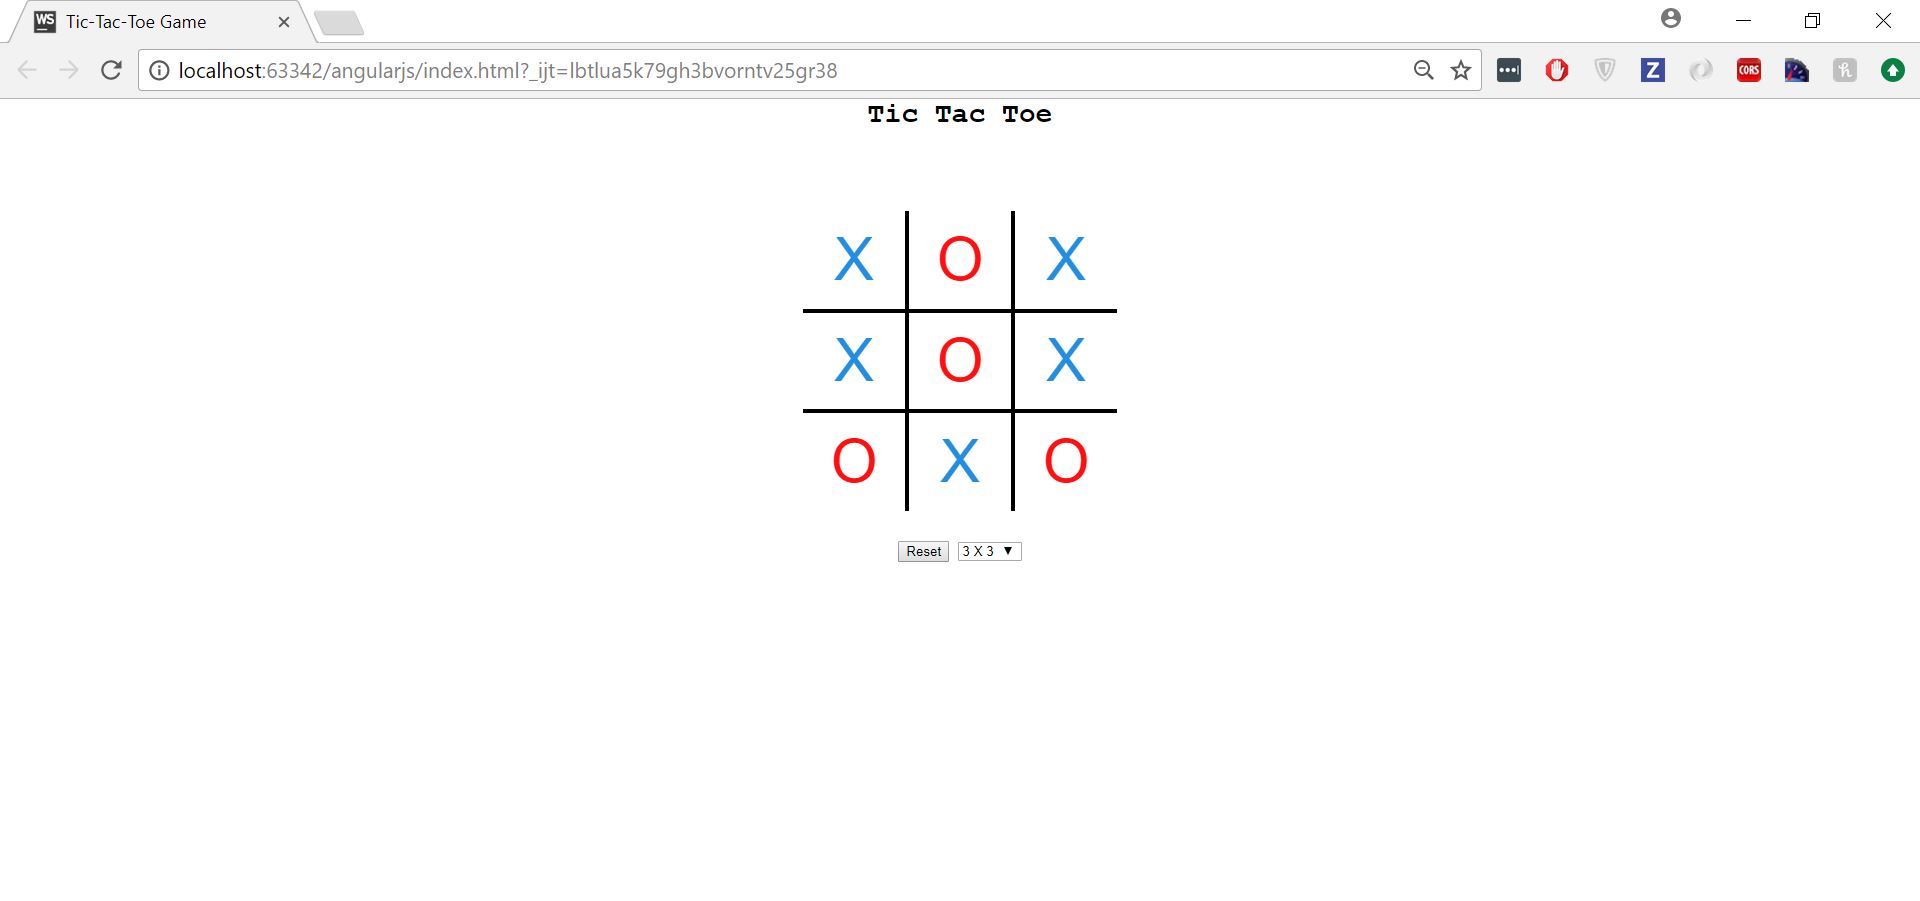 WS Tic-Tac-Toe Game
localhost:63342/angularjs/index.html?_ijt=lbtlua5k79gh3bvorntv25gr38
Z CORS h
Tic Tac Toe
X O X
X O X
O X O
Reset 3 X 3